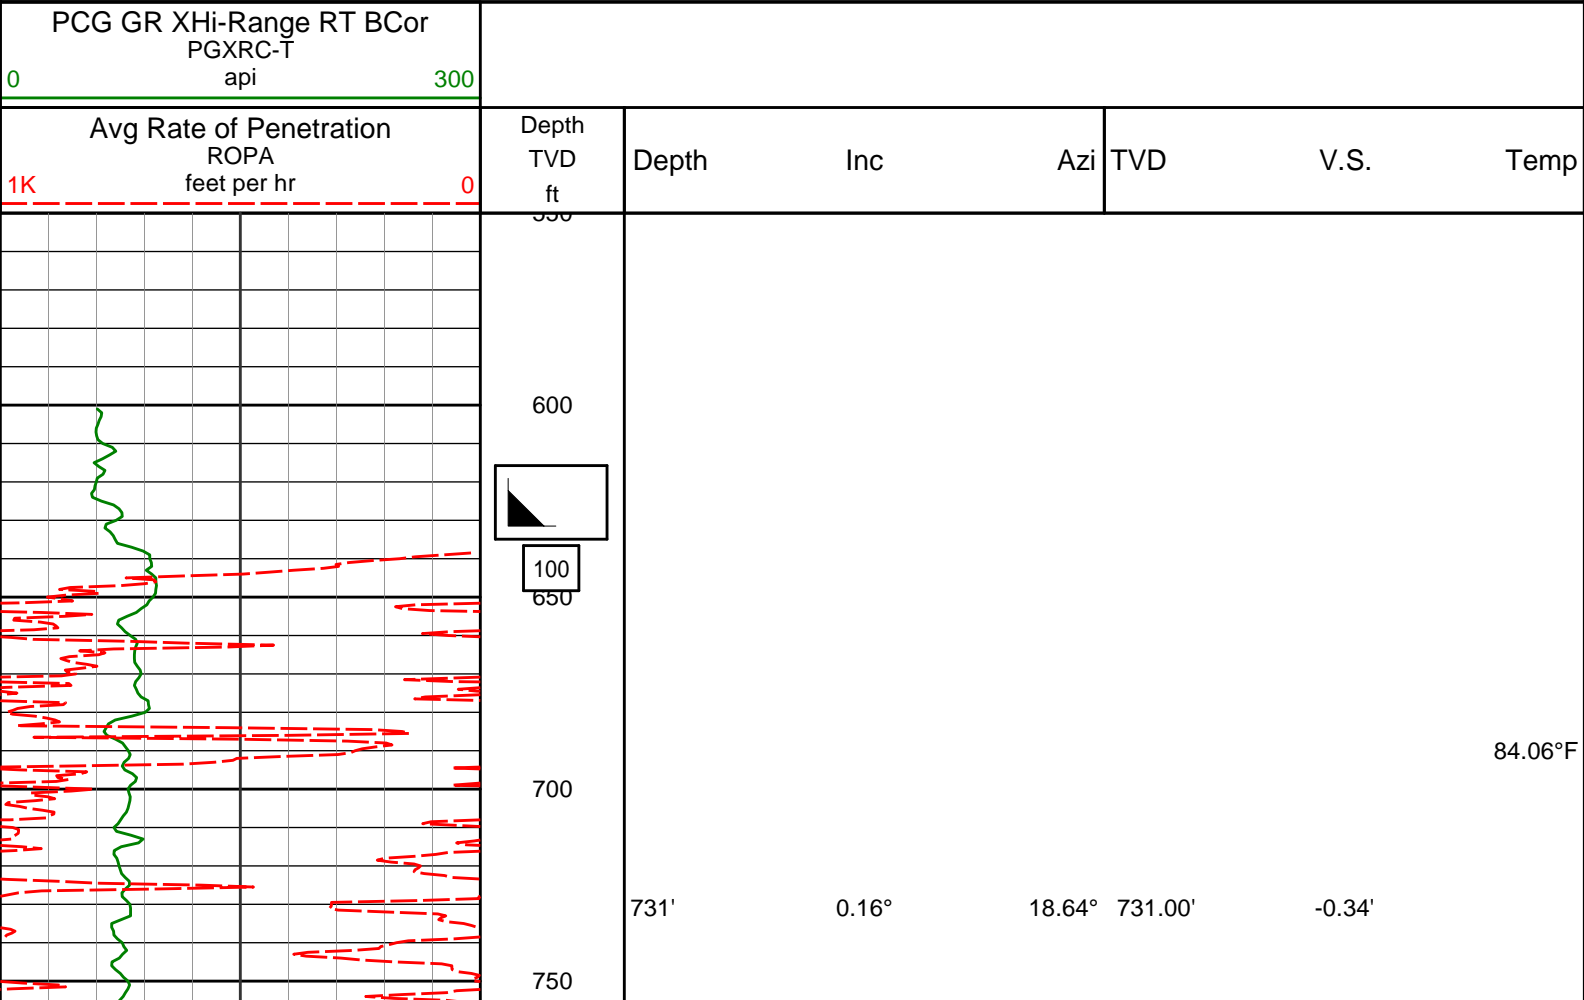 PCG GR XHi-Range RT BCor
PGXRC-T
api
0 300
Avg Rate of Penetration
ROPA
feet per hr
1K 0
Depth
TVD
ft
Depth Inc Azi TVD V.S. Temp
550
600
100
650
84.06°F
700
731' 0.16° 18.64° 731.00' -0.34'
750